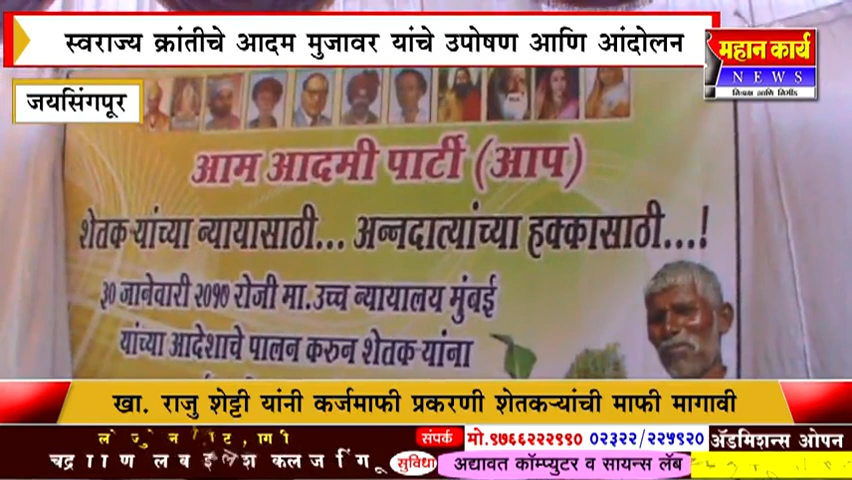 स्वराज्य क्रांतीचे आदम मुजावर यांचे उपोषण आणि आंदोलन
महान कार्य
NEWS
जयसिंगपूर
आम आदमी पार्टी (आप)
शेतकऱ्यांच्या न्यायासाठी... अन्नदात्यांच्या हक्कासाठी...!
३० जानेवारी २०१७ रोजी मा. उच्च न्यायालय मुंबई
यांच्या आदेशाचे पालन करुन शेतकऱ्यांना
खा. राजु शेट्टी यांनी कर्जमाफी प्रकरणी शेतकऱ्यांची माफी मागावी
संपर्क मो.९७६६२२२९९० ०२३२२/२२५९२० ॲडमिशन्स ओपन
सुविधा अद्यावत कॉम्प्युटर व सायन्स लॅब